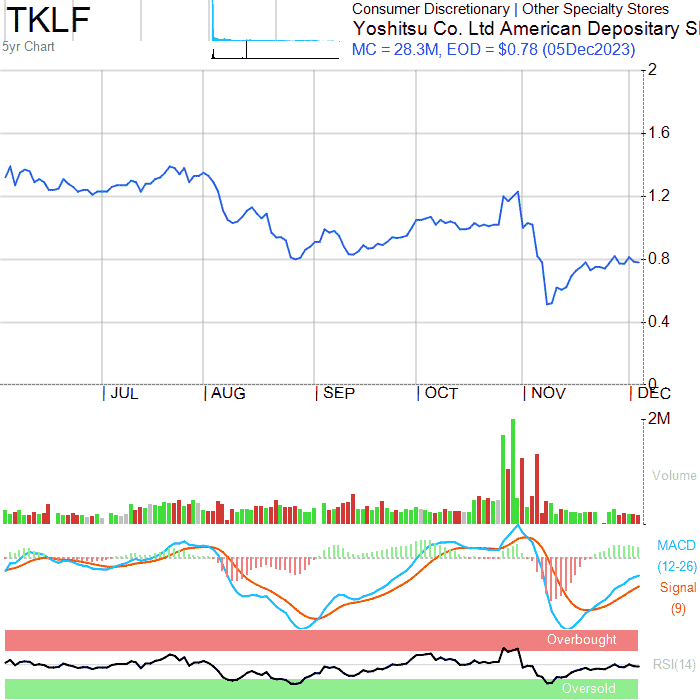 TKLF
5yr Chart
Consumer Discretionary | Other Specialty Stores
Yoshitsu Co. Ltd American Depositary
MC = 28.3M, EOD = $0.78 (05Dec2023)
2
1.6
1.2
0.8
0.4
0
JUL AUG SEP OCT NOV DEC
2M
Volume
MACD
(12-26)
Signal
(9)
Overbought
RSI(14)
Oversold